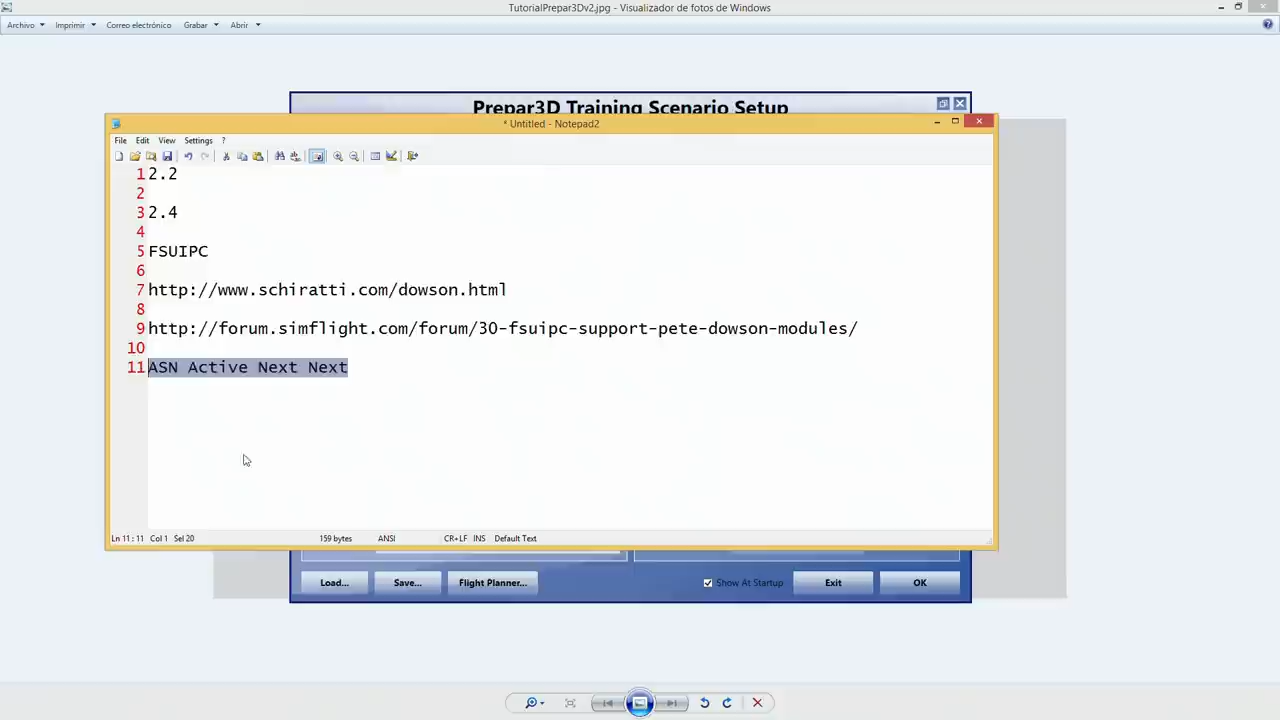 TutorialPrepar3Dv2.jpg - Visualizador de fotos de Windows
Archivo Imprimir Correo electrónico Grabar Abrir
Prepar3D Training Scenario Setup
* Untitled - Notepad2
File Edit View Settings ?
1 2.2
2
3 2.4
4
5 FSUIPC
6
7 http://www.schiratti.com/dowson.html
8
9 http://forum.simflight.com/forum/30-fsuipc-support-pete-dowson-modules/
10
11 ASN Active Next Next
Ln 11 : 11 Col 1 Sel 20 159 bytes ANSI CR+LF INS Default Text
Load... Save... Flight Planner... Show At Startup Exit OK